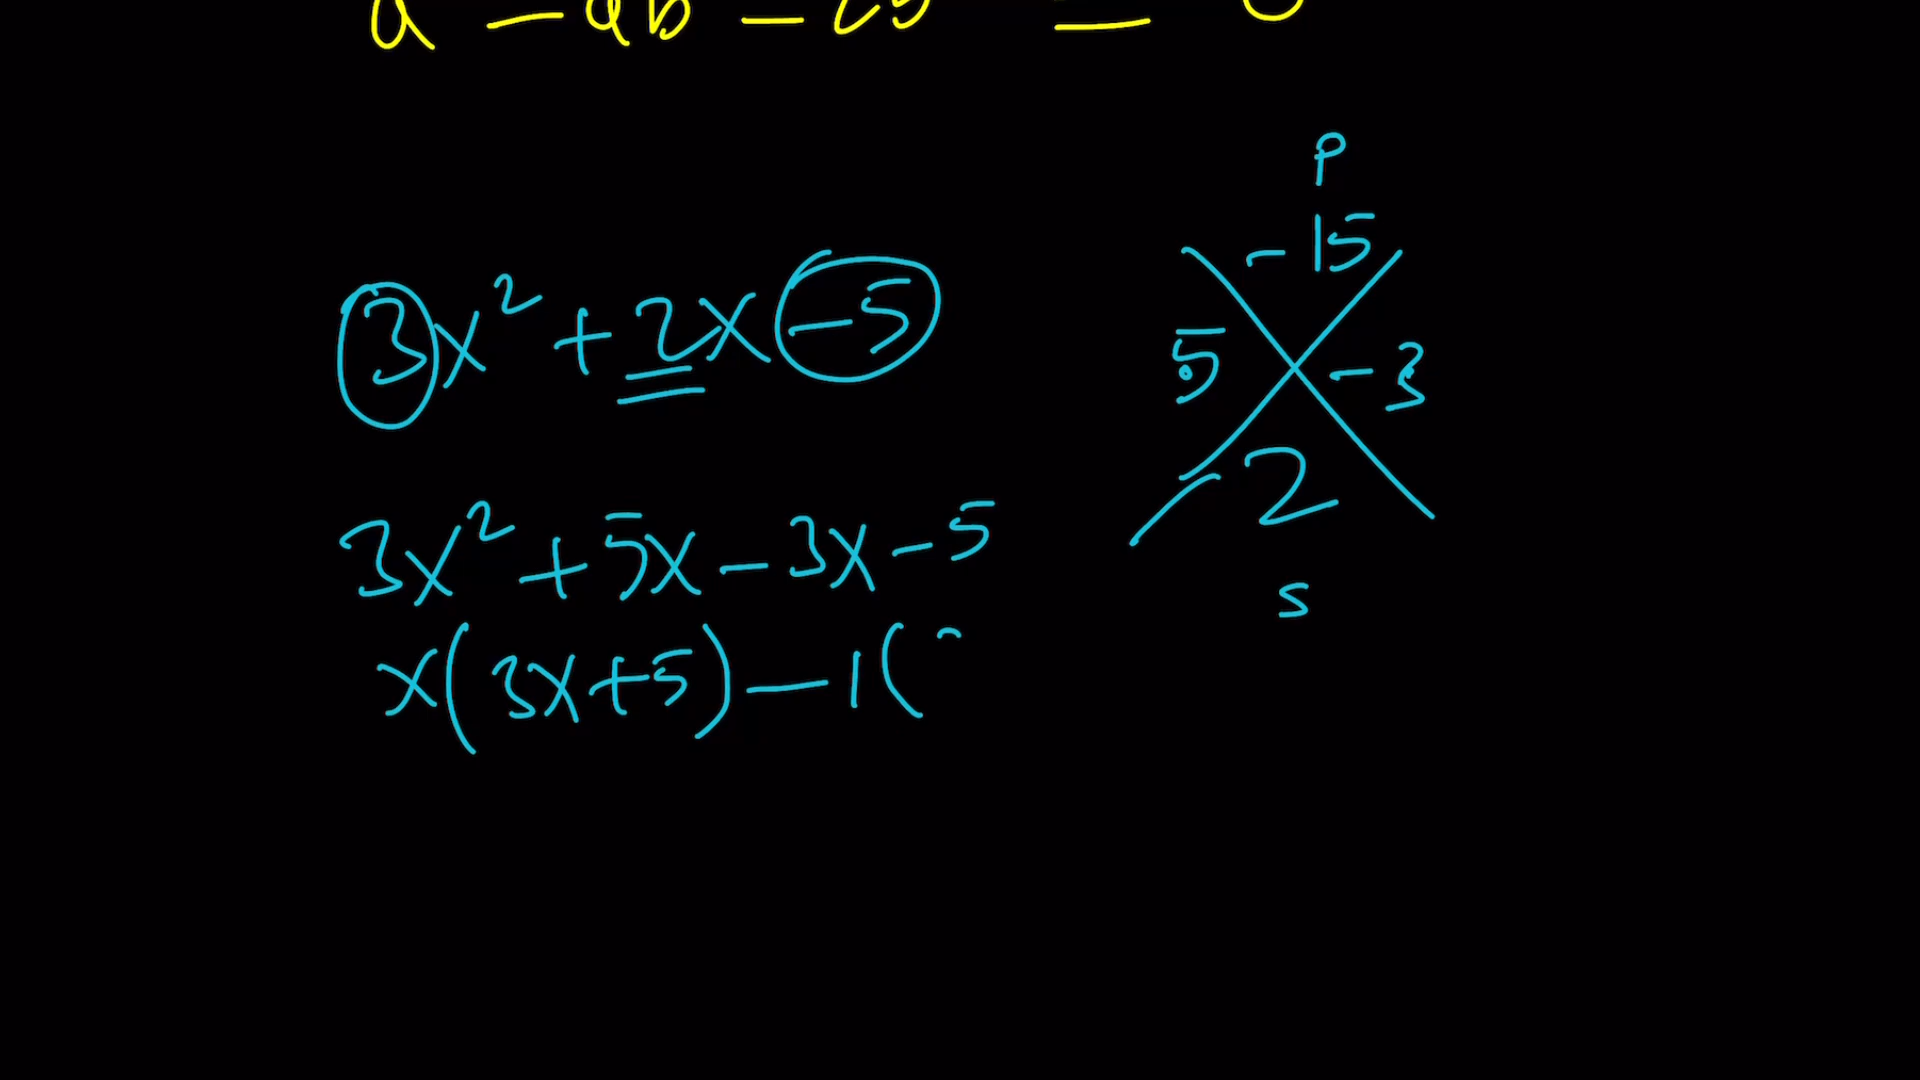 3x² + 2x - 5
3x² + 5x - 3x - 5
x(3x+5) - 1(
P
-15
5 -3
2
S